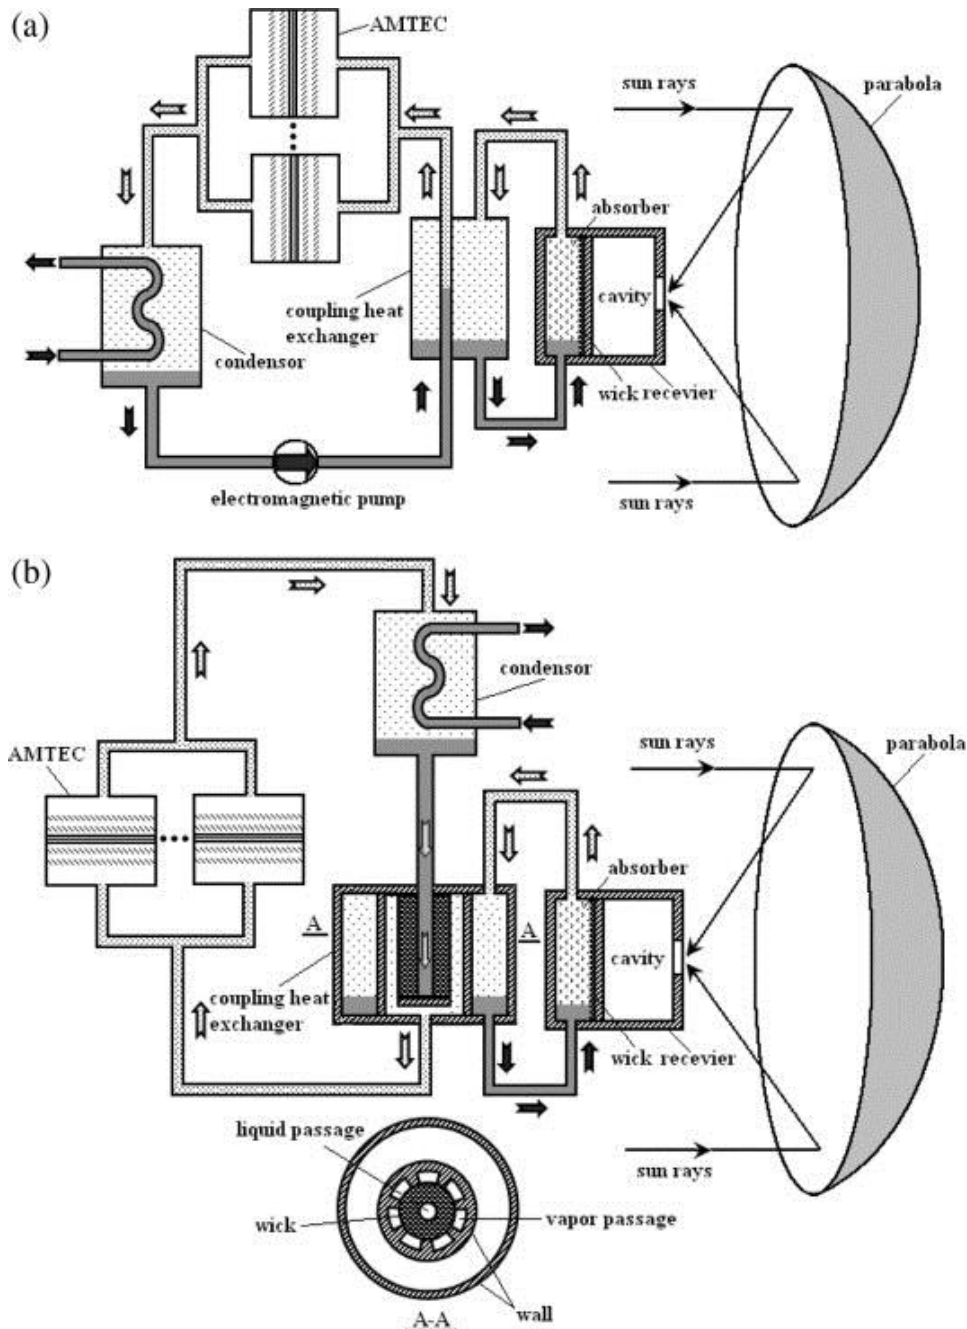 (a)
AMTEC
sun rays
parabola
absorber
coupling heat
exchanger
cavity
condensor
wick recevier
electromagnetic pump
sun rays
(b)
condensor
AMTEC
sun rays
parabola
absorber
A
A
cavity
coupling heat
exchanger
wick recevier
liquid passage
sun rays
wick
vapor passage
wall
A-A